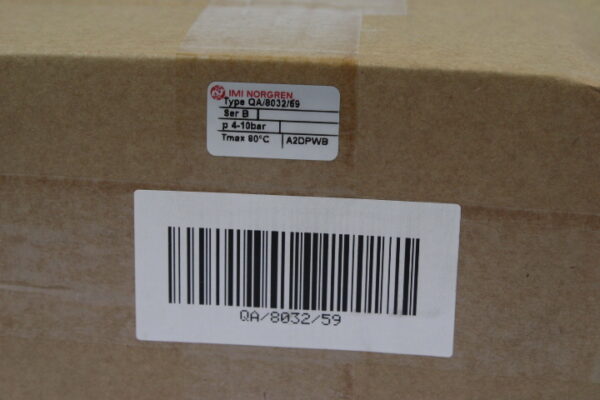 IMI NORGREN
Type QA/8032/59
Ser B
p 4-10bar
Tmax 80°C A2DPWB
QA/8032/59